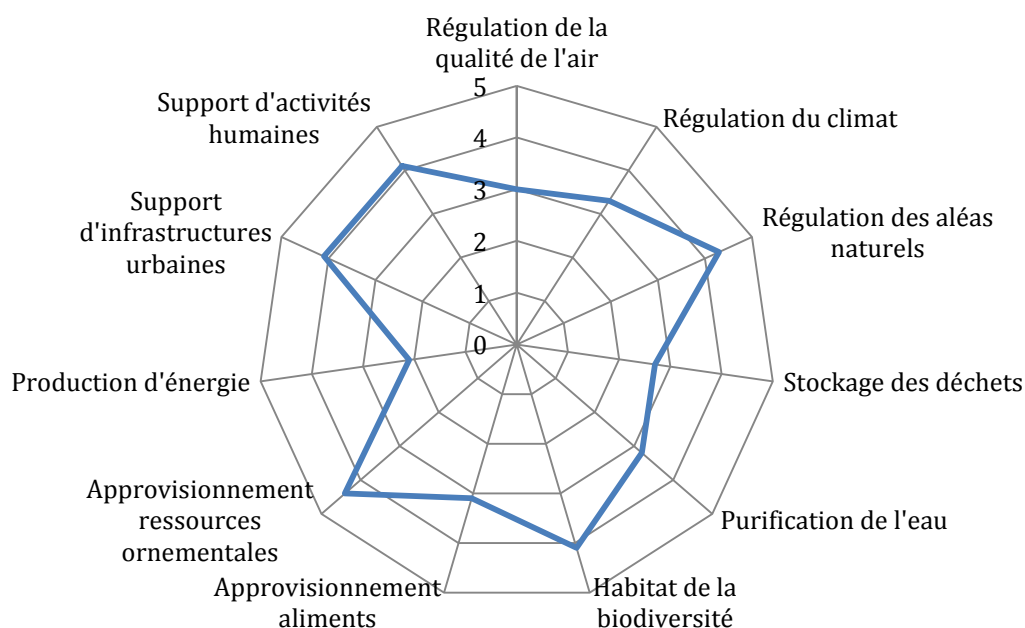 Régulation de la
qualité de l'air
Régulation du climat
Régulation des aléas
naturels
Stockage des déchets
Purification de l'eau
Habitat de la
biodiversité
Approvisionnement
aliments
Approvisionnement
ressources
ornementales
Production d'énergie
Support
d'infrastructures
urbaines
Support d'activités
humaines
5
4
3
2
1
0